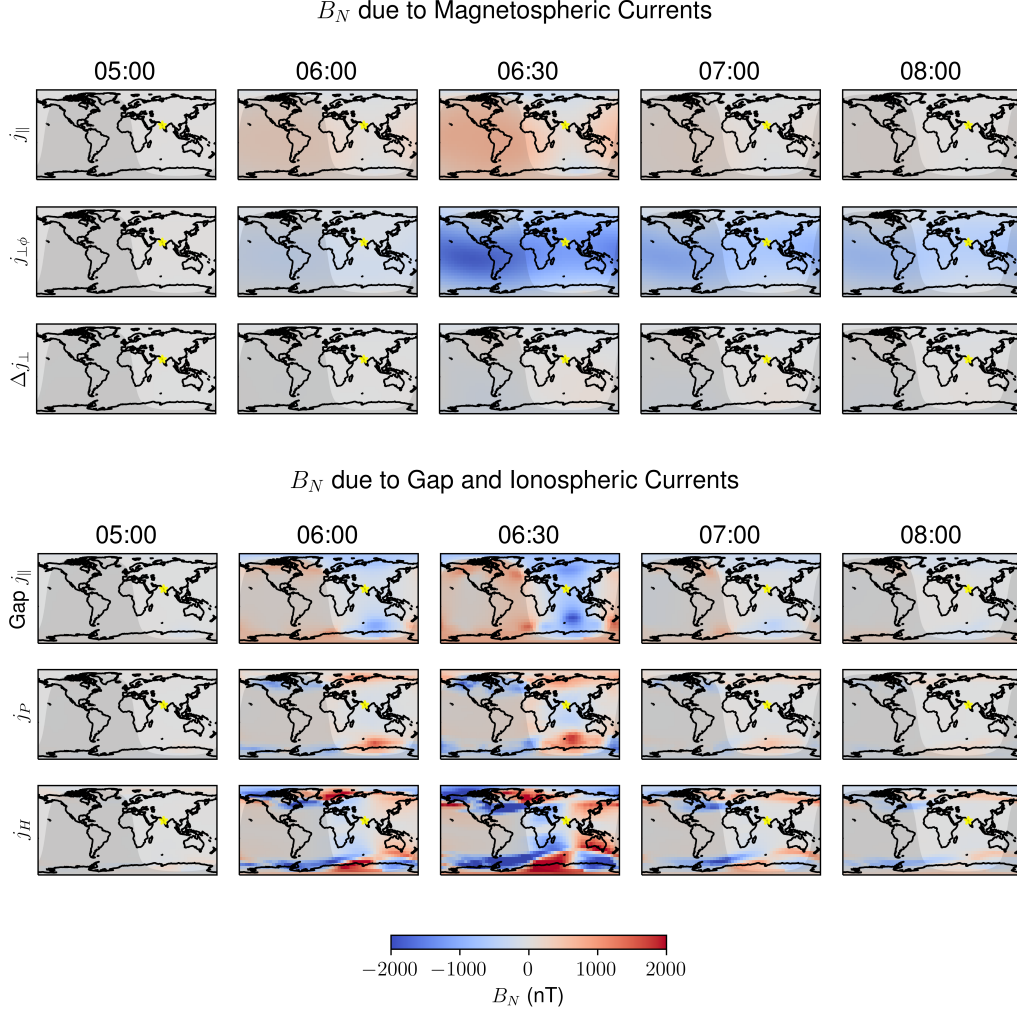 B_N due to Magnetospheric Currents
05:00 06:00 06:30 07:00 08:00
j_∥
j_⊥ϕ
Δj_⊥
B_N due to Gap and Ionospheric Currents
05:00 06:00 06:30 07:00 08:00
Gap j_∥
j_P
j_H
−2000 −1000 0 1000 2000
B_N (nT)